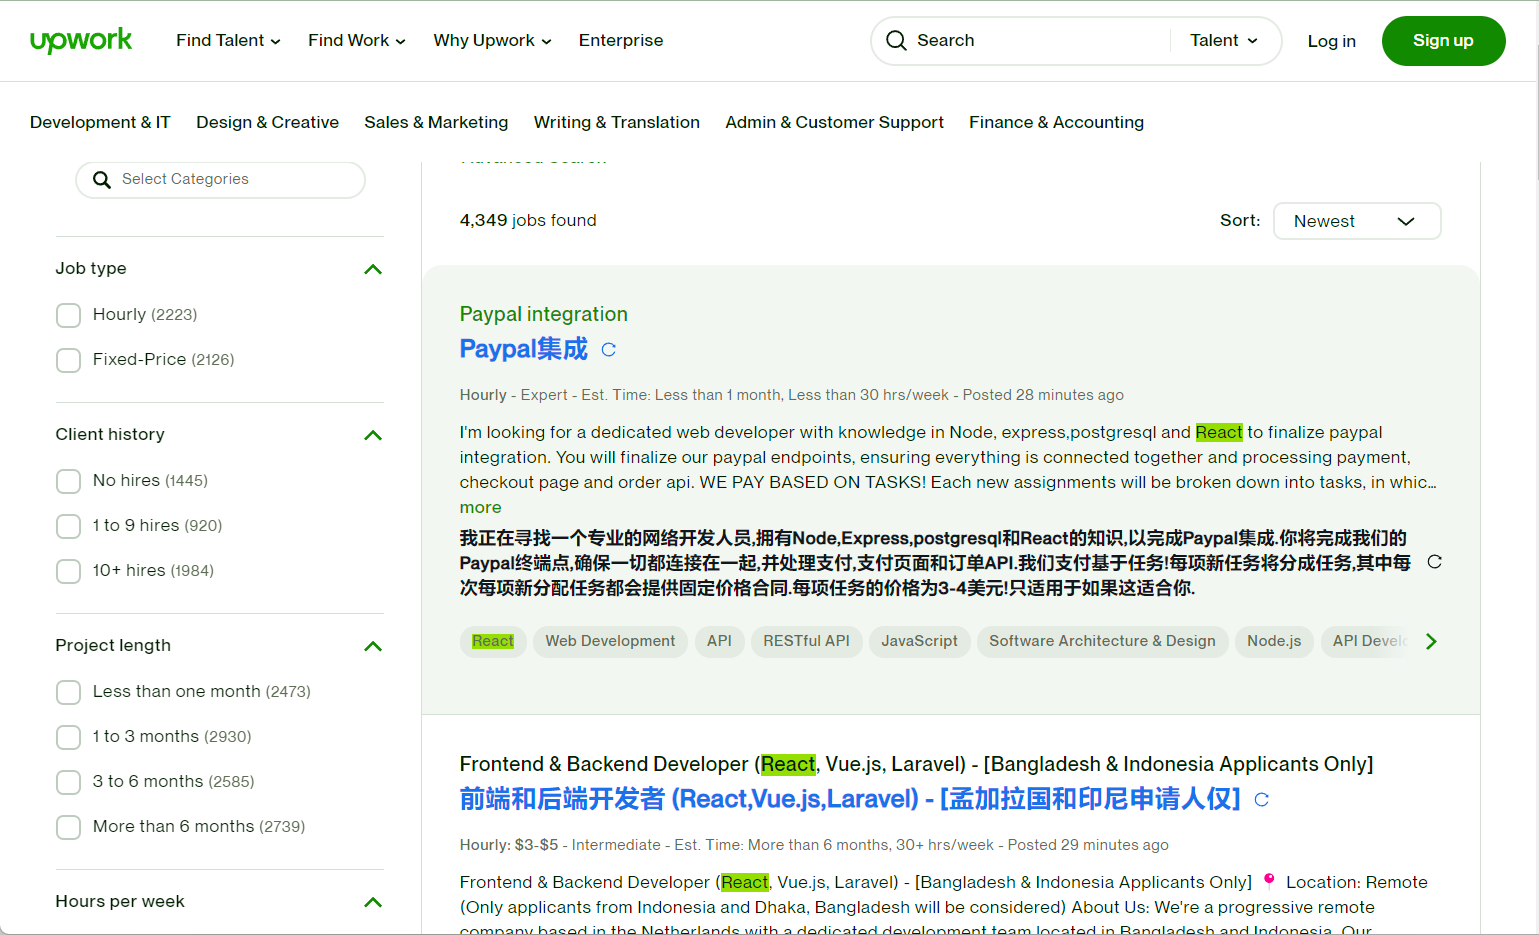 upwork
Find Talent
Find Work
Why Upwork
Enterprise
Search
Talent
Log in
Sign up
Development & IT
Design & Creative
Sales & Marketing
Writing & Translation
Admin & Customer Support
Finance & Accounting
Select Categories
Job type
Hourly (2223)
Fixed-Price (2126)
Client history
No hires (1445)
1 to 9 hires (920)
10+ hires (1984)
Project length
Less than one month (2473)
1 to 3 months (2930)
3 to 6 months (2585)
More than 6 months (2739)
Hours per week
Advanced Search
4,349 jobs found
Sort:
Newest
Paypal integration
Paypal集成
Hourly - Expert - Est. Time: Less than 1 month, Less than 30 hrs/week - Posted 28 minutes ago
I'm looking for a dedicated web developer with knowledge in Node, express,postgresql and React to finalize paypal
integration. You will finalize our paypal endpoints, ensuring everything is connected together and processing payment,
checkout page and order api. WE PAY BASED ON TASKS! Each new assignments will be broken down into tasks, in whic...
more
我正在寻找一个专业的网络开发人员,拥有Node,Express,postgresql和React的知识,以完成Paypal集成.你将完成我们的
Paypal终端点,确保一切都连接在一起,并处理支付,支付页面和订单API.我们支付基于任务!每项新任务将分成任务,其中每
次每项新分配任务都会提供固定价格合同.每项任务的价格为3-4美元!只适用于如果这适合你.
React
Web Development
API
RESTful API
JavaScript
Software Architecture & Design
Node.js
API Develo
Frontend & Backend Developer (React, Vue.js, Laravel) - [Bangladesh & Indonesia Applicants Only]
前端和后端开发者 (React,Vue.js,Laravel) - [孟加拉国和印尼申请人仅]
Hourly: $3-$5 - Intermediate - Est. Time: More than 6 months, 30+ hrs/week - Posted 29 minutes ago
Frontend & Backend Developer (React, Vue.js, Laravel) - [Bangladesh & Indonesia Applicants Only] 📍 Location: Remote
(Only applicants from Indonesia and Dhaka, Bangladesh will be considered) About Us: We're a progressive remote
company based in the Netherlands with a dedicated development team located in Bangladesh and Indonesia. Our